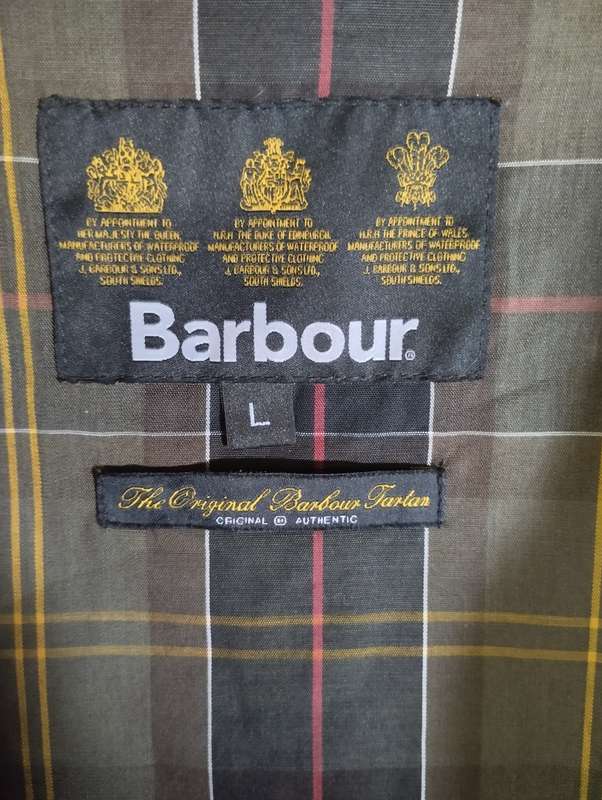 BY APPOINTMENT TO
HER MAJESTY THE QUEEN,
MANUFACTURERS OF WATERPROOF
AND PROTECTIVE CLOTHING
J. BARBOUR & SONS LTD.,
SOUTH SHIELDS.
BY APPOINTMENT TO
H.R.H. THE DUKE OF EDINBURGH,
MANUFACTURERS OF WATERPROOF
AND PROTECTIVE CLOTHING
J. BARBOUR & SONS LTD.,
SOUTH SHIELDS.
BY APPOINTMENT TO
H.R.H. THE PRINCE OF WALES,
MANUFACTURERS OF WATERPROOF
AND PROTECTIVE CLOTHING
J. BARBOUR & SONS LTD.,
SOUTH SHIELDS.
Barbour®
L
The Original Barbour Tartan
ORIGINAL AUTHENTIC